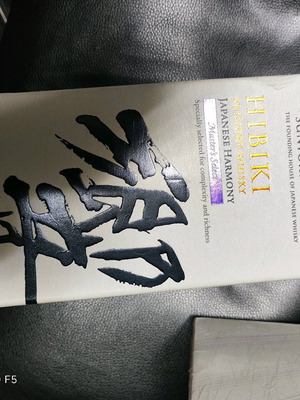 THE FOUNDING HOUSE OF JAPANESE WHISKY
HIBIKI
SUNTORY WHISKY
JAPANESE HARMONY
Master's Select
Specially selected for complexity and richness
響
F5